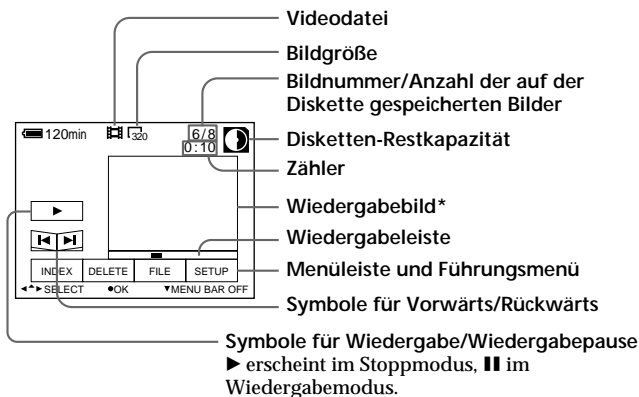 Videodatei
Bildgröße
Bildnummer/Anzahl der auf der
Diskette gespeicherten Bilder
120min
320
6/8
0:10
Disketten-Restkapazität
Zähler
Wiedergabebild*
Wiedergabeleiste
INDEX DELETE FILE SETUP
Menüleiste und Führungsmenü
SELECT ●OK ▼MENU BAR OFF
Symbole für Vorwärts/Rückwärts
Symbole für Wiedergabe/Wiedergabepause
► erscheint im Stoppmodus, ❚❚ im
Wiedergabemodus.